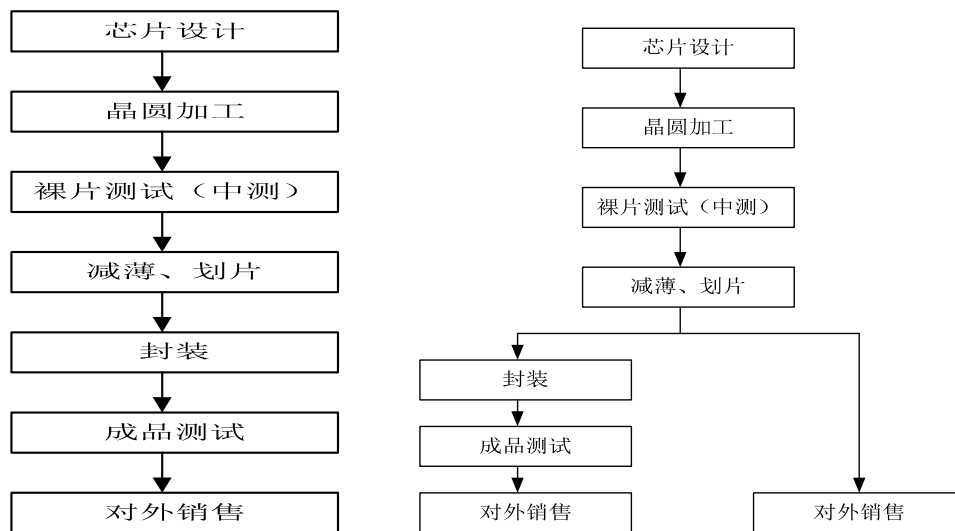 芯片设计
晶圆加工
裸片测试（中测）
减薄、划片
封装
成品测试
对外销售
芯片设计
晶圆加工
裸片测试（中测）
减薄、划片
封装
成品测试
对外销售
对外销售